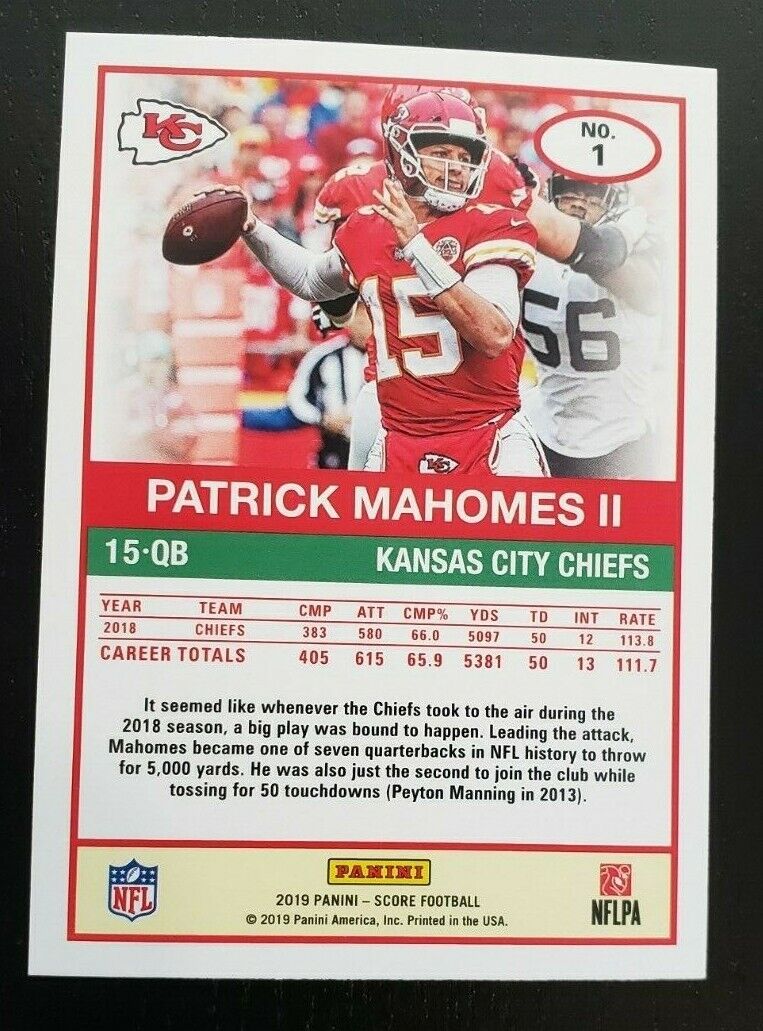 KC
No.
1
15
56
PATRICK MAHOMES II
15·QB KANSAS CITY CHIEFS
YEAR TEAM CMP ATT CMP% YDS TD INT RATE
2018 CHIEFS 383 580 66.0 5097 50 12 113.8
CAREER TOTALS 405 615 65.9 5381 50 13 111.7
It seemed like whenever the Chiefs took to the air during the
2018 season, a big play was bound to happen. Leading the attack,
Mahomes became one of seven quarterbacks in NFL history to throw
for 5,000 yards. He was also just the second to join the club while
tossing for 50 touchdowns (Peyton Manning in 2013).
NFL
PANINI
2019 PANINI – SCORE FOOTBALL
© 2019 Panini America, Inc. Printed in the USA.
NFLPA